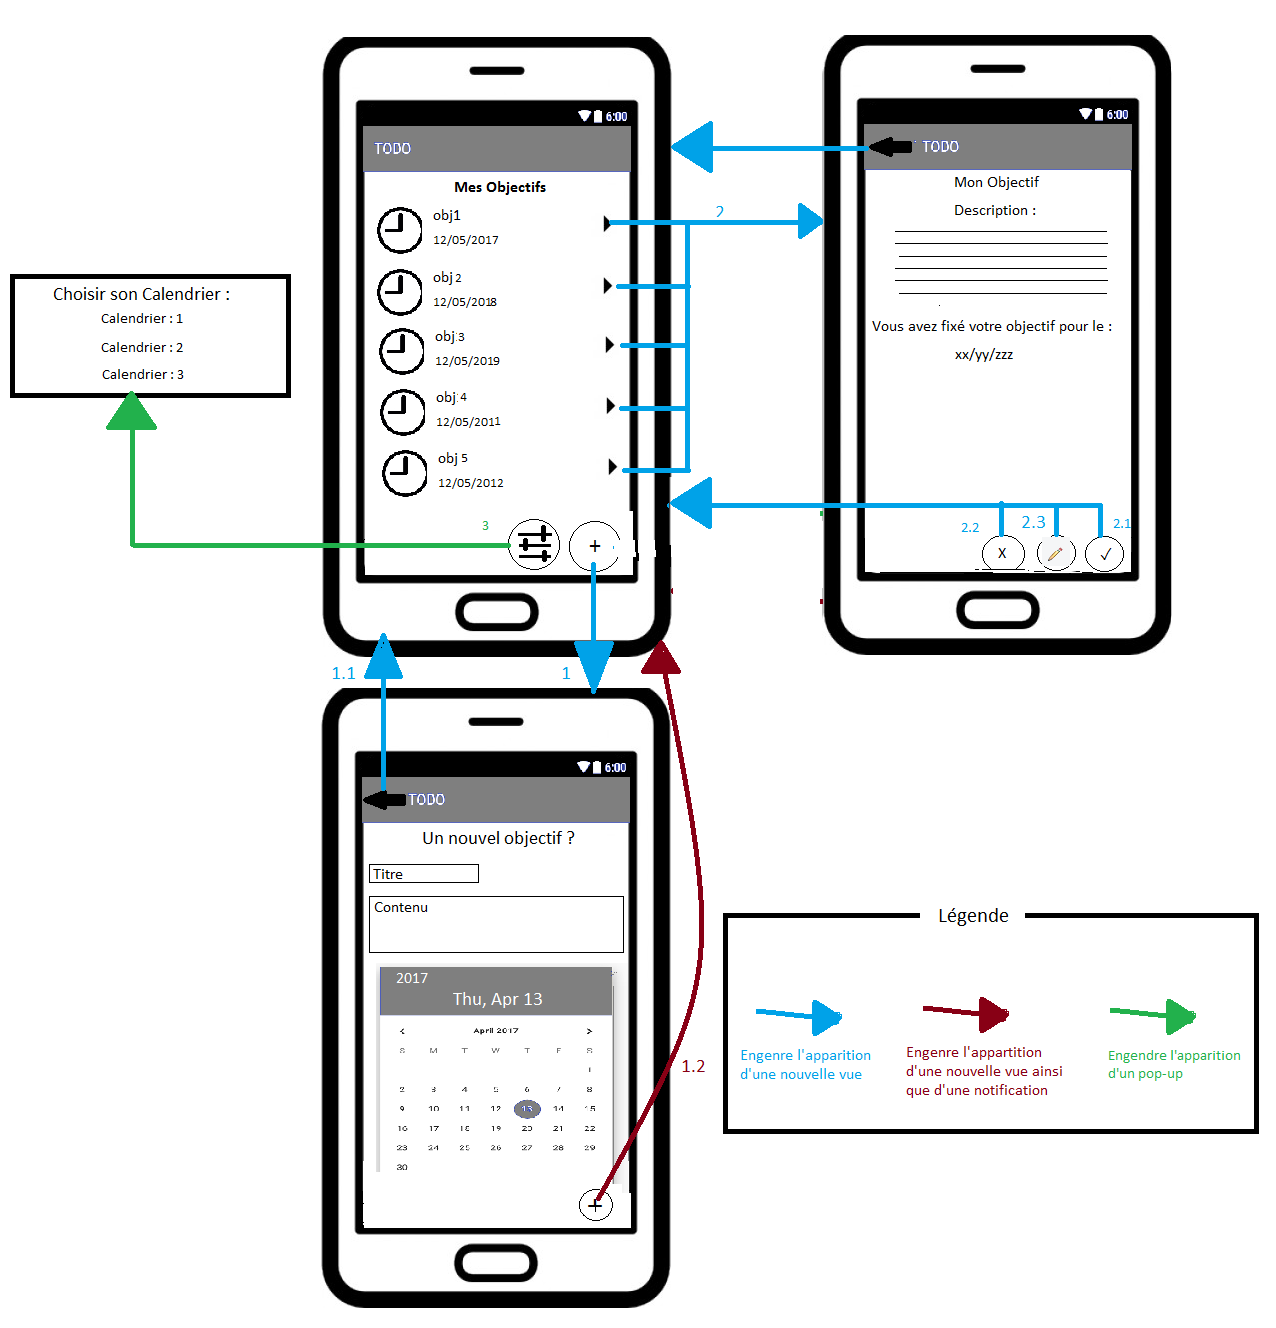 6:00
TODO
Mes Objectifs
obj1
12/05/2017
obj 2
12/05/2018
obj 3
12/05/2019
obj 4
12/05/2011
obj 5
12/05/2012
3
+
2
6:00
TODO
Mon Objectif
Description :
Vous avez fixé votre objectif pour le :
xx/yy/zzz
2.2
2.3
2.1
X
✓
Choisir son Calendrier :
Calendrier : 1
Calendrier : 2
Calendrier : 3
1.1
1
6:00
TODO
Un nouvel objectif ?
Titre
Contenu
2017
Thu, Apr 13
< April 2017 >
S M T W T F S
1
2 3 4 5 6 7 8
9 10 11 12 13 14 15
16 17 18 19 20 21 22
23 24 25 26 27 28 29
30
+
1.2
Légende
Engenre l'apparition
d'une nouvelle vue
Engenre l'appartition
d'une nouvelle vue ainsi
que d'une notification
Engendre l'apparition
d'un pop-up